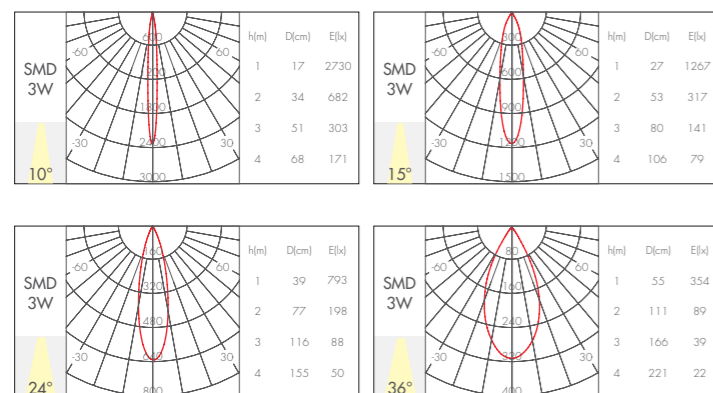 SMD
3W
10°
600
1200
1800
2400
3000
-60
60
-30
30
h(m) D(cm) E(lx)
1 17 2730
2 34 682
3 51 303
4 68 171
SMD
3W
15°
300
600
900
1200
1500
-60
60
-30
30
h(m) D(cm) E(lx)
1 27 1267
2 53 317
3 80 141
4 106 79
SMD
3W
24°
160
320
480
640
800
-60
60
-30
30
h(m) D(cm) E(lx)
1 39 793
2 77 198
3 116 88
4 155 50
SMD
3W
36°
80
160
240
320
400
-60
60
-30
30
h(m) D(cm) E(lx)
1 55 354
2 111 89
3 166 39
4 221 22